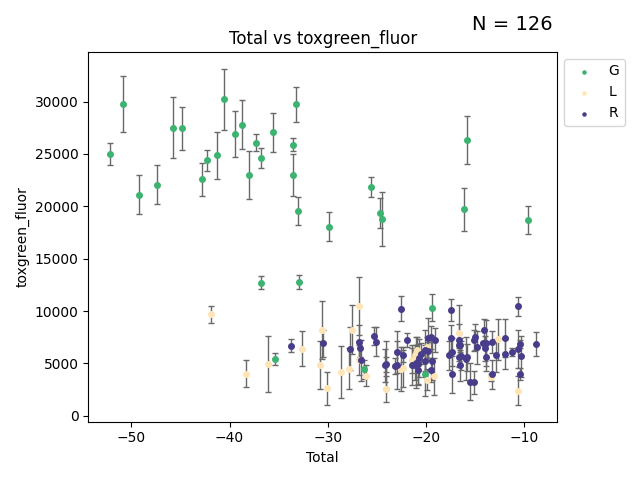 N = 126
Total vs toxgreen_fluor
G
L
R
30000
25000
20000
15000
10000
5000
0
toxgreen_fluor
−50
−40
−30
−20
−10
Total